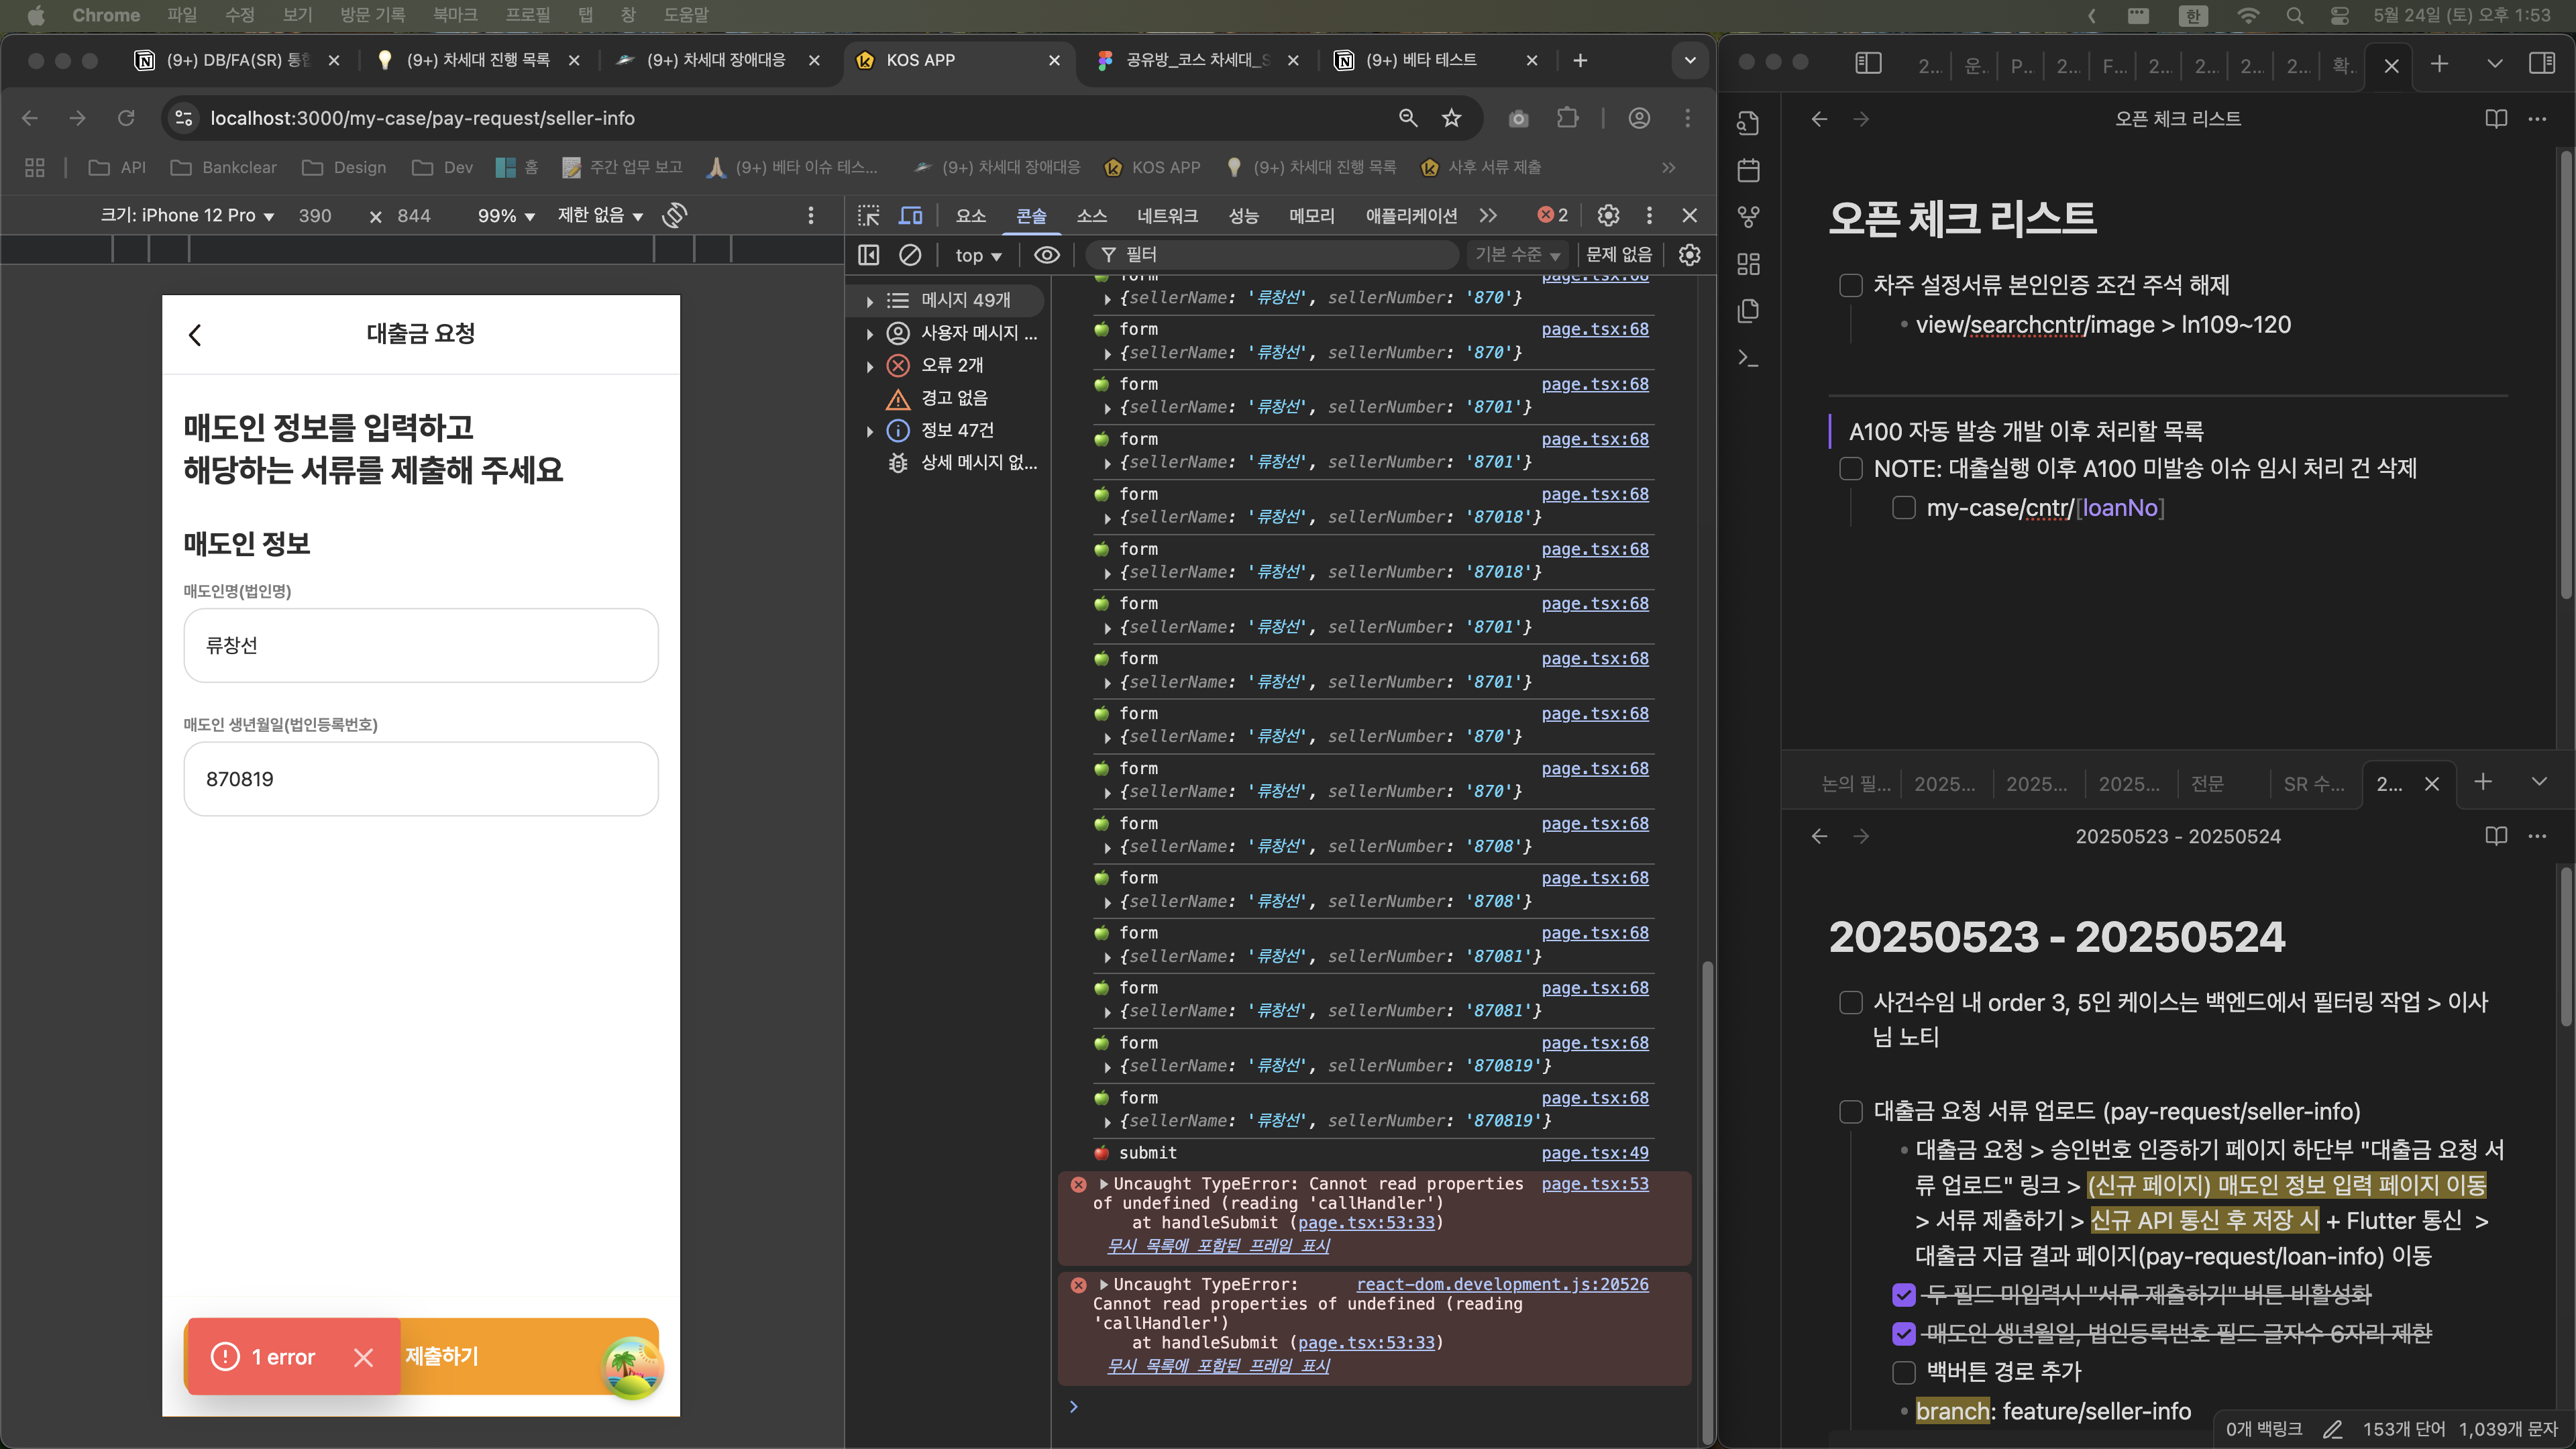 Chrome 파일 수정 보기 방문 기록 북마크 프로필 탭 창 도움말
한 5월 24일 (토) 오후 1:53
(9+) DB/FA(SR) 통합
(9+) 차세대 진행 목록
(9+) 차세대 장애대응
KOS APP
공유방_코스 차세대_S
(9+) 베타 테스트
localhost:3000/my-case/pay-request/seller-info
API Bankclear Design Dev 홈 주간 업무 보고 (9+) 베타 이슈 테스... (9+) 차세대 장애대응 KOS APP (9+) 차세대 진행 목록 사후 서류 제출
크기: iPhone 12 Pro 390 x 844 99% 제한 없음
대출금 요청
매도인 정보를 입력하고
해당하는 서류를 제출해 주세요
매도인 정보
매도인명(법인명)
류창선
매도인 생년월일(법인등록번호)
870819
1 error
제출하기
요소 콘솔 소스 네트워크 성능 메모리 애플리케이션 2
top 필터 기본 수준 문제 없음
메시지 49개
사용자 메시지 ...
오류 2개
경고 없음
정보 47건
상세 메시지 없...
form page.tsx:68
{sellerName: '류창선', sellerNumber: '870'}
form page.tsx:68
{sellerName: '류창선', sellerNumber: '870'}
form page.tsx:68
{sellerName: '류창선', sellerNumber: '8701'}
form page.tsx:68
{sellerName: '류창선', sellerNumber: '8701'}
form page.tsx:68
{sellerName: '류창선', sellerNumber: '87018'}
form page.tsx:68
{sellerName: '류창선', sellerNumber: '87018'}
form page.tsx:68
{sellerName: '류창선', sellerNumber: '8701'}
form page.tsx:68
{sellerName: '류창선', sellerNumber: '8701'}
form page.tsx:68
{sellerName: '류창선', sellerNumber: '870'}
form page.tsx:68
{sellerName: '류창선', sellerNumber: '870'}
form page.tsx:68
{sellerName: '류창선', sellerNumber: '8708'}
form page.tsx:68
{sellerName: '류창선', sellerNumber: '8708'}
form page.tsx:68
{sellerName: '류창선', sellerNumber: '87081'}
form page.tsx:68
{sellerName: '류창선', sellerNumber: '87081'}
form page.tsx:68
{sellerName: '류창선', sellerNumber: '870819'}
form page.tsx:68
{sellerName: '류창선', sellerNumber: '870819'}
submit page.tsx:49
Uncaught TypeError: Cannot read properties page.tsx:53
of undefined (reading 'callHandler')
at handleSubmit (page.tsx:53:33)
무시 목록에 포함된 프레임 표시
Uncaught TypeError: react-dom.development.js:20526
Cannot read properties of undefined (reading
'callHandler')
at handleSubmit (page.tsx:53:33)
무시 목록에 포함된 프레임 표시
2... 운.. P... 2... F... 2... 2... 2... 2... 확..
오픈 체크 리스트
오픈 체크 리스트
차주 설정서류 본인인증 조건 주석 해제
view/searchcntr/image > ln109~120
A100 자동 발송 개발 이후 처리할 목록
NOTE: 대출실행 이후 A100 미발송 이슈 임시 처리 건 삭제
my-case/cntr/[loanNo]
논의 필... 2025... 2025... 2025... 전문 SR 수... 2...
20250523 - 20250524
20250523 - 20250524
사건수임 내 order 3, 5인 케이스는 백엔드에서 필터링 작업 > 이사
님 노티
대출금 요청 서류 업로드 (pay-request/seller-info)
대출금 요청 > 승인번호 인증하기 페이지 하단부 "대출금 요청 서
류 업로드" 링크 > (신규 페이지) 매도인 정보 입력 페이지 이동
> 서류 제출하기 > 신규 API 통신 후 저장 시 + Flutter 통신 >
대출금 지급 결과 페이지(pay-request/loan-info) 이동
두 필드 미입력시 "서류 제출하기" 버튼 비활성화
매도인 생년월일, 법인등록번호 필드 글자수 6자리 제한
백버튼 경로 추가
branch: feature/seller-info
0개 백링크 153개 단어 1,039개 문자